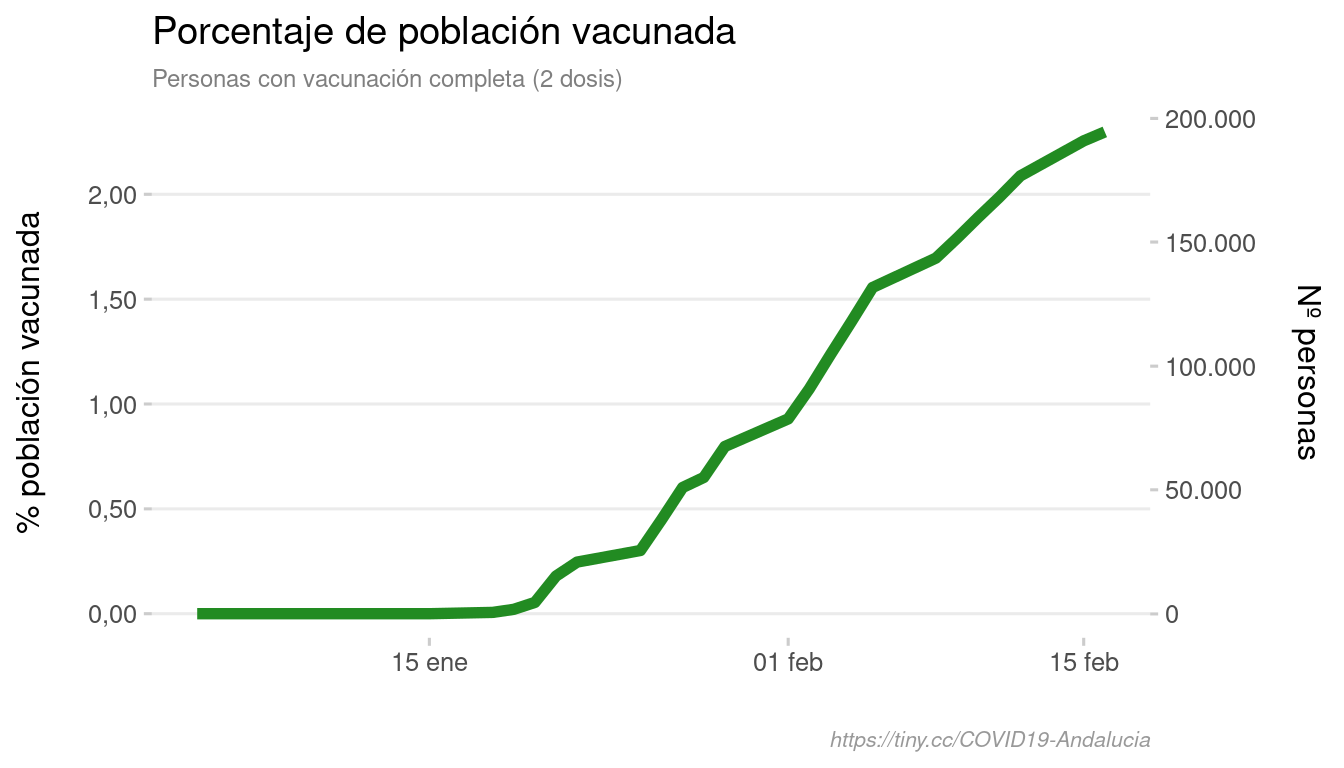 Porcentaje de población vacunada
Personas con vacunación completa (2 dosis)
% población vacunada
2,00
1,50
1,00
0,50
0,00
200.000
150.000
100.000
50.000
0
Nº personas
15 ene
01 feb
15 feb
https://tiny.cc/COVID19-Andalucia